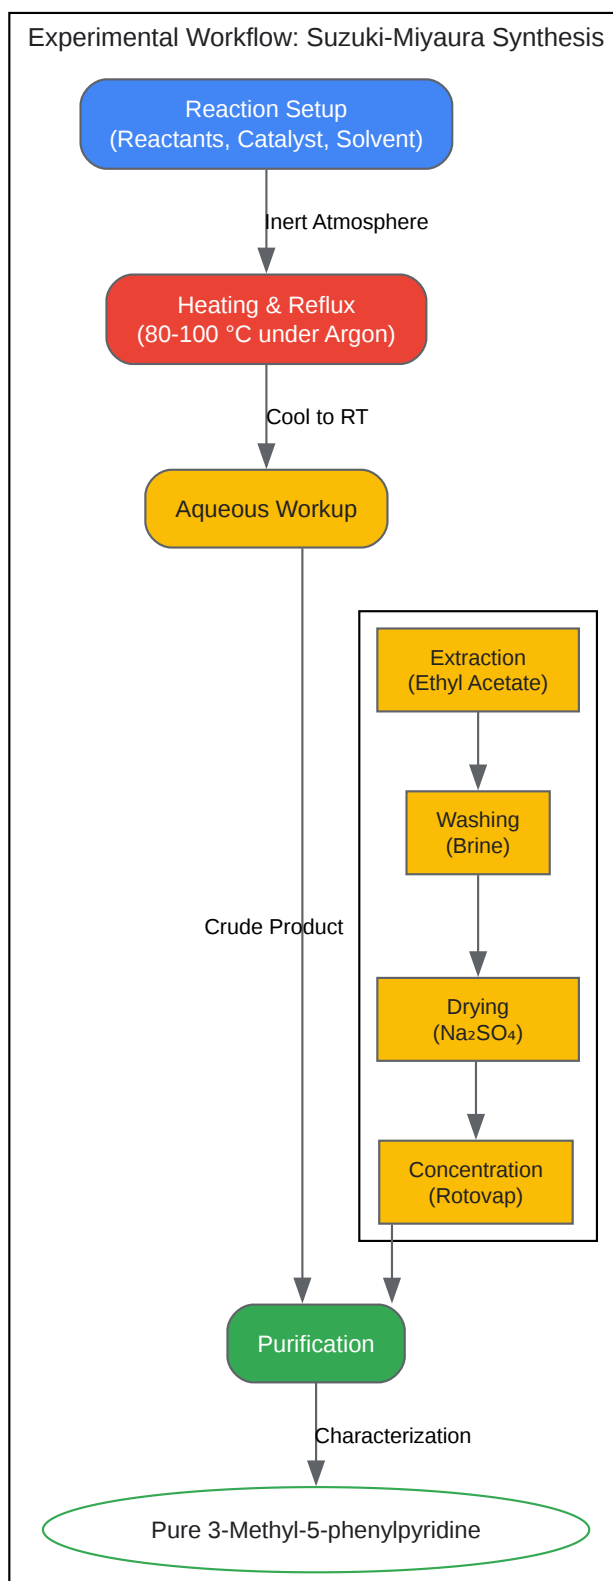 Experimental Workflow: Suzuki-Miyaura Synthesis
Reaction Setup
(Reactants, Catalyst, Solvent)
Inert Atmosphere
Heating & Reflux
(80-100 °C under Argon)
Cool to RT
Aqueous Workup
Extraction
(Ethyl Acetate)
Washing
(Brine)
Crude Product
Drying
(Na₂SO₄)
Concentration
(Rotovap)
Purification
Characterization
Pure 3-Methyl-5-phenylpyridine